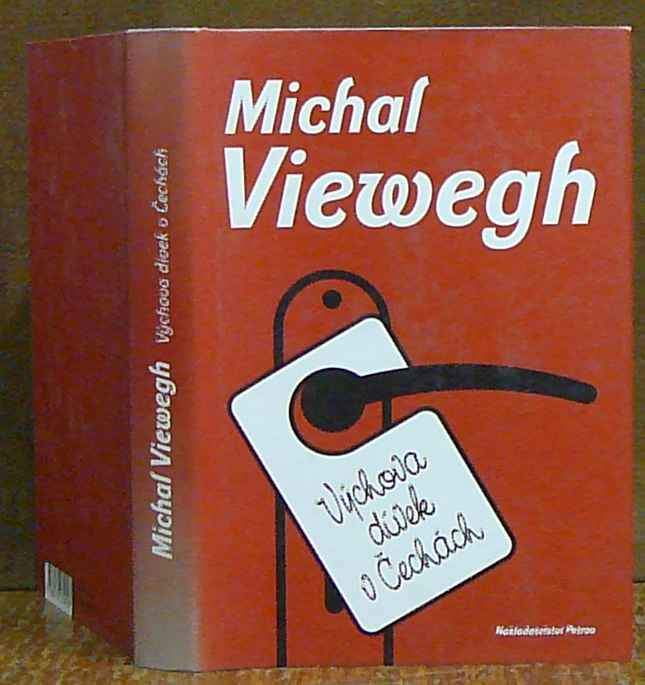 Michal
Viewegh
Výchova
dívek
v Čechách
Nakladatelství Petrov
Michal Viewegh Výchova dívek v Čechách